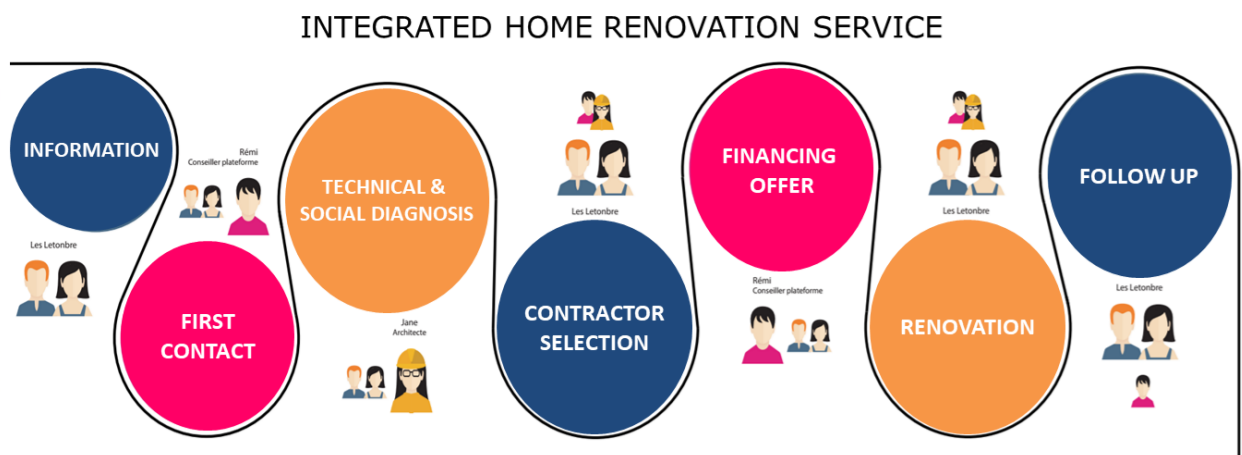 INTEGRATED HOME RENOVATION SERVICE
INFORMATION
Les Letonbre
Rémi
Conseiller plateforme
FIRST
CONTACT
TECHNICAL &
SOCIAL DIAGNOSIS
Jane
Architecte
Les Letonbre
CONTRACTOR
SELECTION
FINANCING
OFFER
Rémi
Conseiller plateforme
Les Letonbre
RENOVATION
FOLLOW UP
Les Letonbre